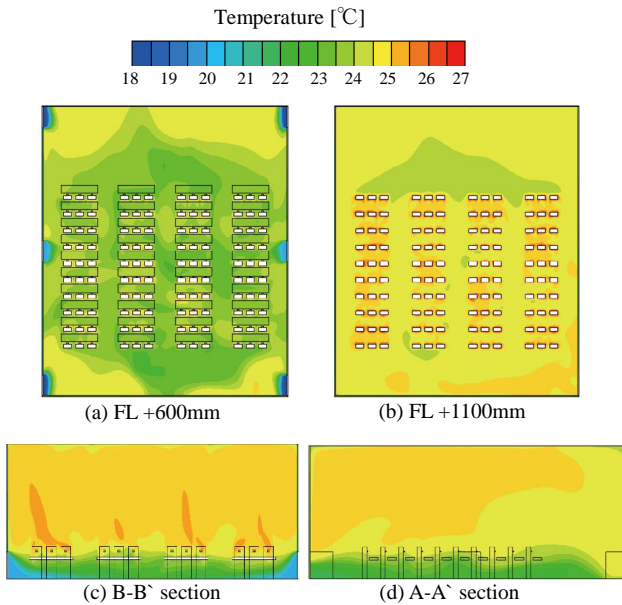 Temperature [℃]
18 19 20 21 22 23 24 25 26 27
(a) FL +600mm
(b) FL +1100mm
(c) B-B` section
(d) A-A` section